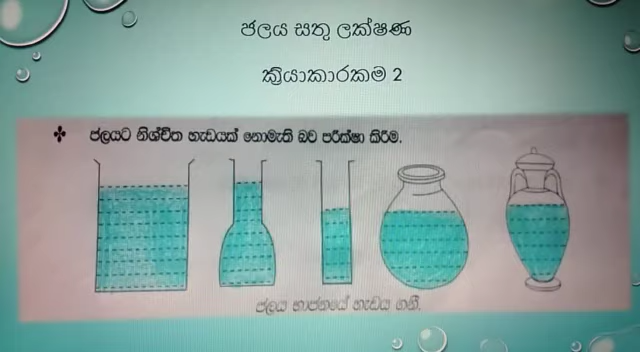 ජලය සතු ලක්ෂණ
ක්‍රියාකාරකම 2
❖ ජලයට නිශ්චිත හැඩයක් නොමැති බව පරීක්ෂා කිරීම.
ජලය භාජනයේ හැඩය ගනී.